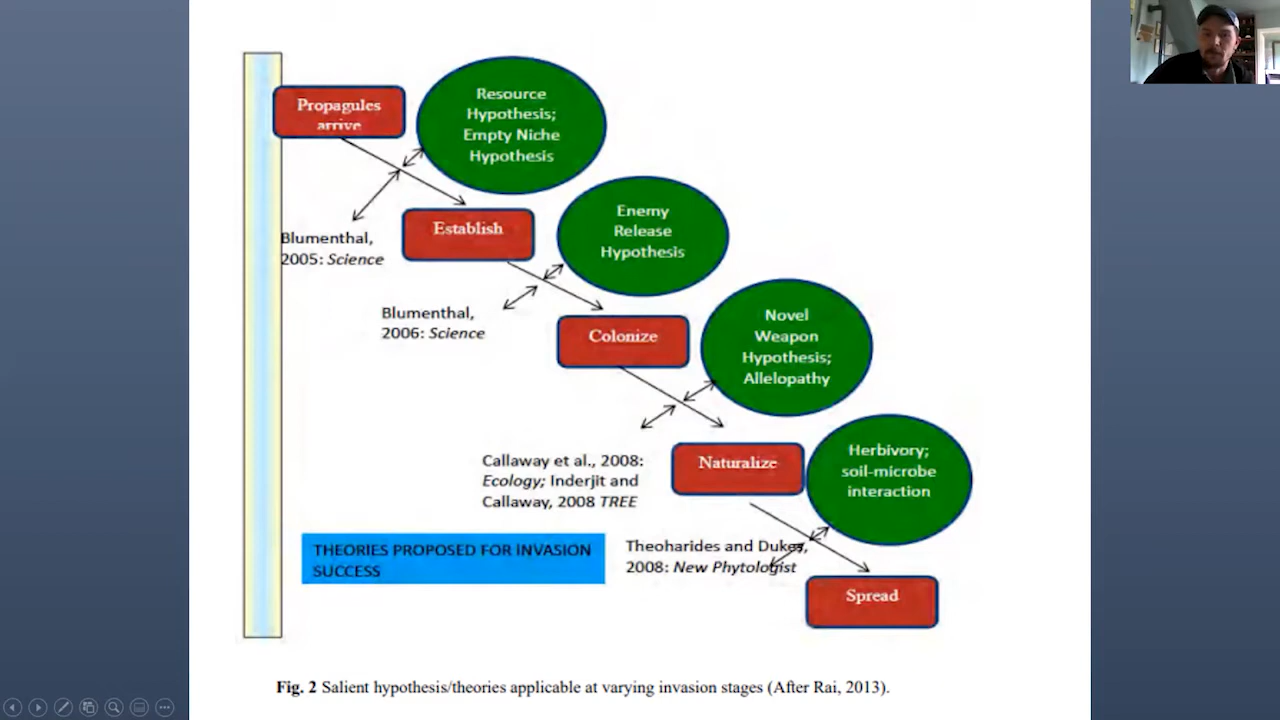 Propagules
arrive
Resource
Hypothesis;
Empty Niche
Hypothesis
Blumenthal,
2005: Science
Establish
Enemy
Release
Hypothesis
Blumenthal,
2006: Science
Colonize
Novel
Weapon
Hypothesis;
Allelopathy
Callaway et al., 2008:
Ecology; Inderjit and
Callaway, 2008 TREE
Naturalize
Herbivory;
soil-microbe
interaction
THEORIES PROPOSED FOR INVASION
SUCCESS
Theoharides and Dukes,
2008: New Phytologist
Spread
Fig. 2 Salient hypothesis/theories applicable at varying invasion stages (After Rai, 2013).